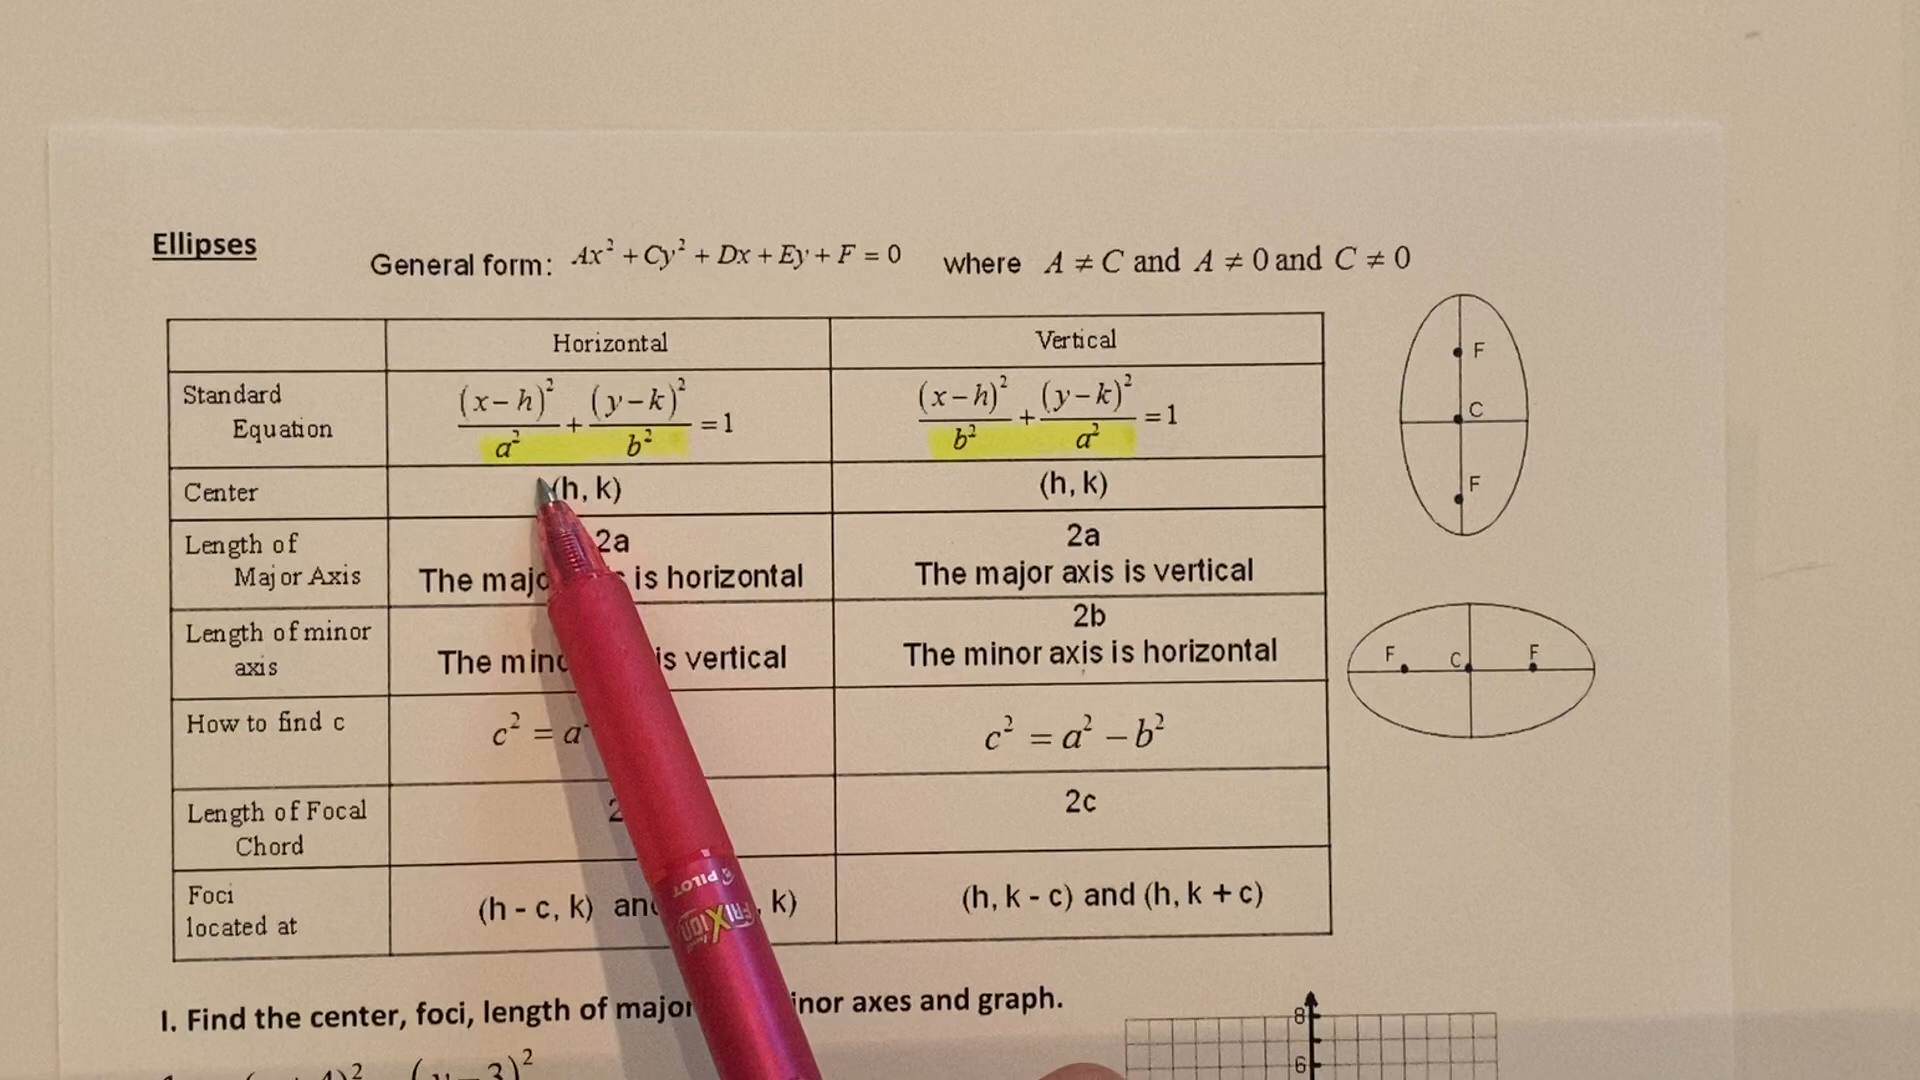 Ellipses
General form: Ax² + Cy² + Dx + Ey + F = 0 where A ≠ C and A ≠ 0 and C ≠ 0
Horizontal Vertical
Standard Equation (x − h)²/a² + (y − k)²/b² = 1 (x − h)²/b² + (y − k)²/a² = 1
Center (h, k) (h, k)
Length of Major Axis 2a The is horizontal 2a The major axis is vertical
Length of minor axis The is vertical 2b The minor axis is horizontal
How to find c c² = a c² = a² − b²
Length of Focal Chord 2 2c
Foci located at (h - c, k) k) (h, k - c) and (h, k + c)
F
C
F
F C F
I. Find the center, foci, length of major axes and graph.
8
6
(y − 3)²
PILOT
FRIXION